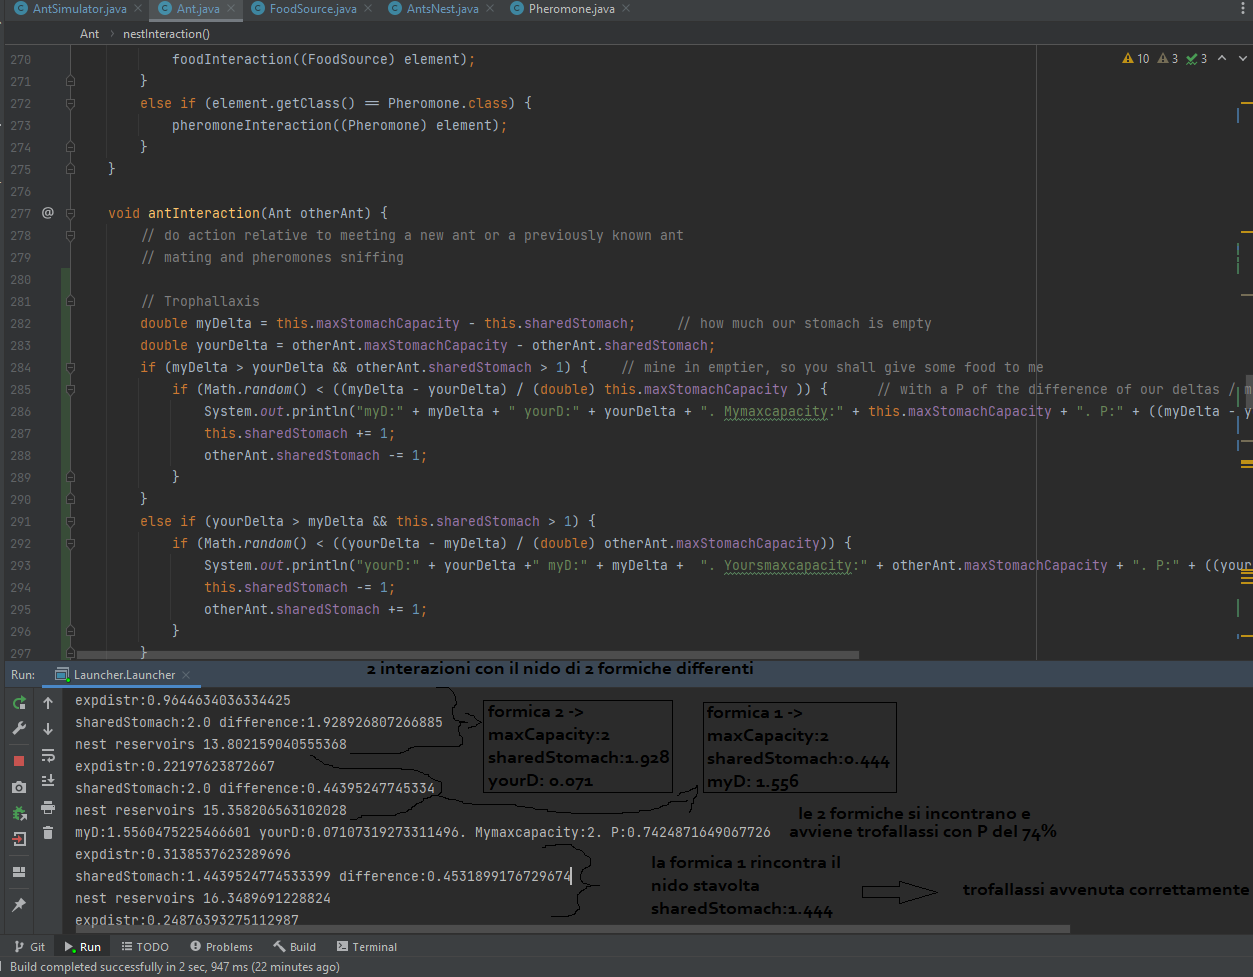 AntSimulator.java Ant.java FoodSource.java AntsNest.java Pheromone.java
Ant nestInteraction()
10 3 3
270 foodInteraction((FoodSource) element);
271 }
272 else if (element.getClass() == Pheromone.class) {
273 pheromoneInteraction((Pheromone) element);
274 }
275 }
276
277 @ void antInteraction(Ant otherAnt) {
278 // do action relative to meeting a new ant or a previously known ant
279 // mating and pheromones sniffing
280
281 // Trophallaxis
282 double myDelta = this.maxStomachCapacity - this.sharedStomach; // how much our stomach is empty
283 double yourDelta = otherAnt.maxStomachCapacity - otherAnt.sharedStomach;
284 if (myDelta > yourDelta && otherAnt.sharedStomach > 1) { // mine in emptier, so you shall give some food to me
285 if (Math.random() < ((myDelta - yourDelta) / (double) this.maxStomachCapacity )) { // with a P of the difference of our deltas / m
286 System.out.println("myD:" + myDelta + " yourD:" + yourDelta + ". Mymaxcapacity:" + this.maxStomachCapacity + ". P:" + ((myDelta - y
287 this.sharedStomach += 1;
288 otherAnt.sharedStomach -= 1;
289 }
290 }
291 else if (yourDelta > myDelta && this.sharedStomach > 1) {
292 if (Math.random() < ((yourDelta - myDelta) / (double) otherAnt.maxStomachCapacity)) {
293 System.out.println("yourD:" + yourDelta +" myD:" + myDelta + ". Yoursmaxcapacity:" + otherAnt.maxStomachCapacity + ". P:" + ((your
294 this.sharedStomach -= 1;
295 otherAnt.sharedStomach += 1;
296 }
297 }
Run: Launcher.Launcher
2 interazioni con il nido di 2 formiche differenti
expdistr:0.9644634036334425
sharedStomach:2.0 difference:1.928926807266885
nest reservoirs 13.802159040555368
expdistr:0.22197623872667
sharedStomach:2.0 difference:0.44395247745334
nest reservoirs 15.358206563102028
myD:1.5560475225466601 yourD:0.07107319273311496. Mymaxcapacity:2. P:0.7424871649067726
expdistr:0.3138537623289696
sharedStomach:1.4439524774533399 difference:0.4531899176729674
nest reservoirs 16.3489691228824
expdistr:0.24876393275112987
formica 2 ->
maxCapacity:2
sharedStomach:1.928
yourD: 0.071
formica 1 ->
maxCapacity:2
sharedStomach:0.444
myD: 1.556
le 2 formiche si incontrano e
avviene trofallassi con P del 74%
la formica 1 rincontra il
nido stavolta
sharedStomach:1.444
trofallassi avvenuta correttamente
Git Run TODO Problems Build Terminal
Build completed successfully in 2 sec, 947 ms (22 minutes ago)